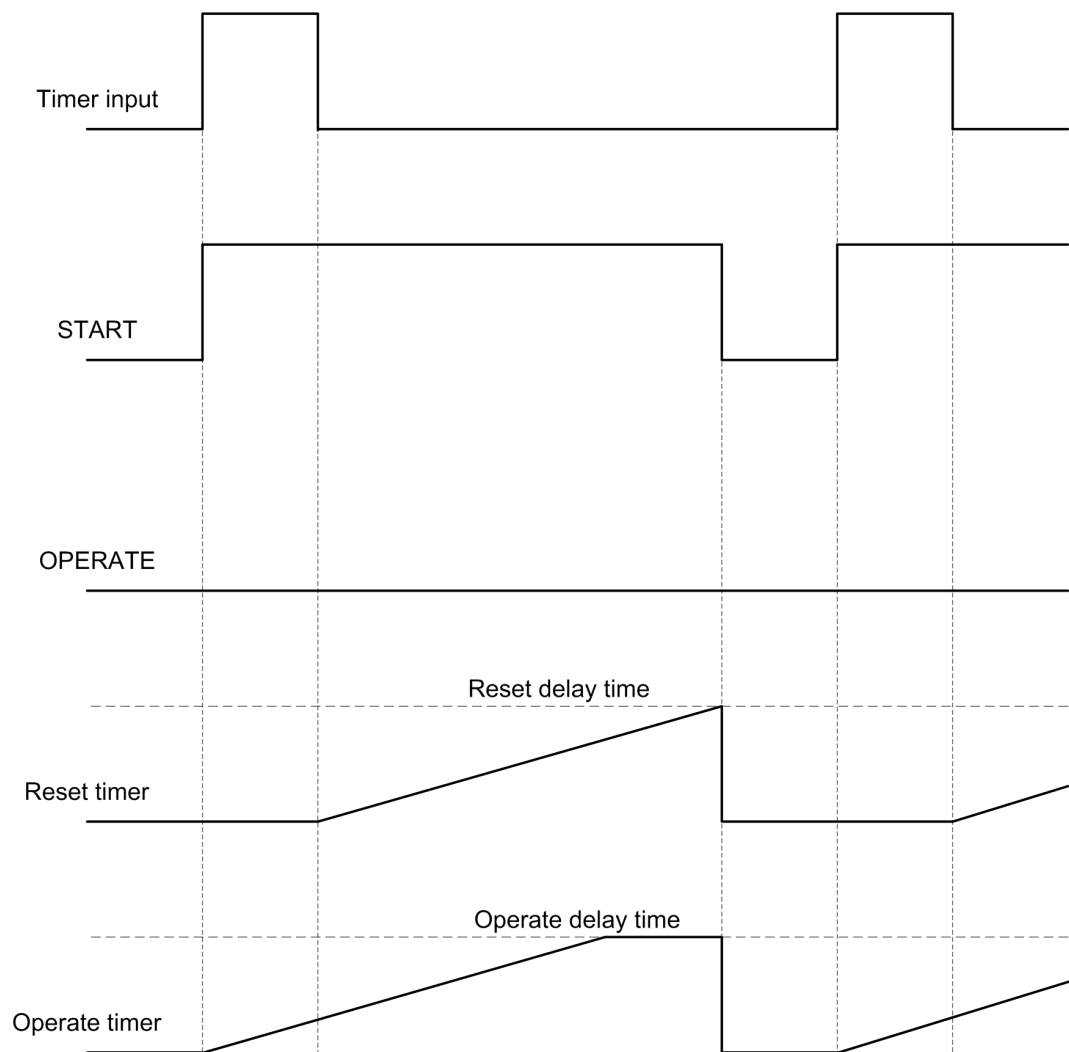 Timer input
START
OPERATE
Reset delay time
Reset timer
Operate delay time
Operate timer